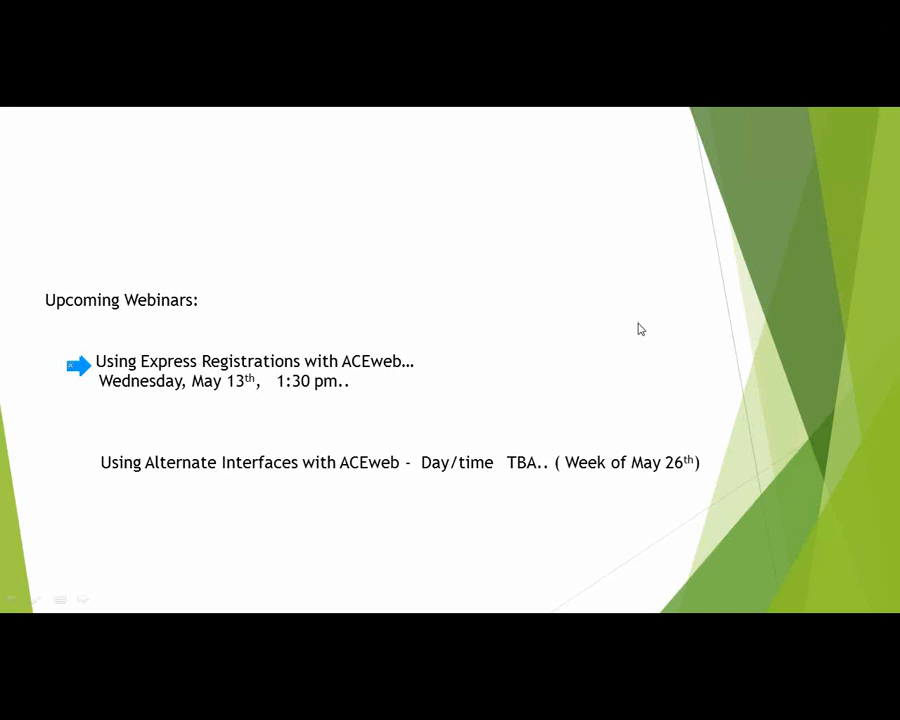 Upcoming Webinars:
Using Express Registrations with ACEweb...
Wednesday, May 13th, 1:30 pm..
Using Alternate Interfaces with ACEweb - Day/time TBA.. ( Week of May 26th)